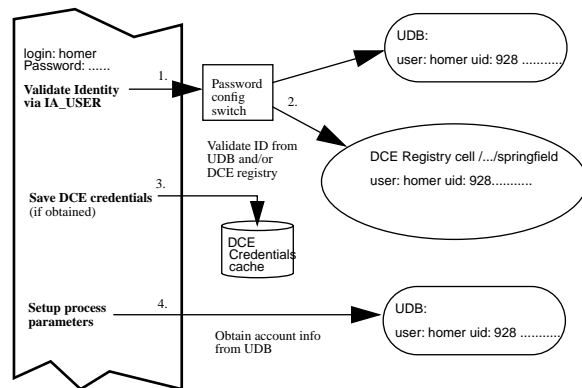 login: homer
Password: ......
Validate Identity
via IA_USER
1.
Password
config
switch
UDB:
user: homer uid: 928 ...........
2.
Validate ID from
UDB and/or
DCE registry
DCE Registry cell /.../springfield
user: homer uid: 928..........
Save DCE credentials
(if obtained)
3.
DCE
Credentials
cache
Setup process
parameters
4.
Obtain account info
from UDB
UDB:
user: homer uid: 928 ...........